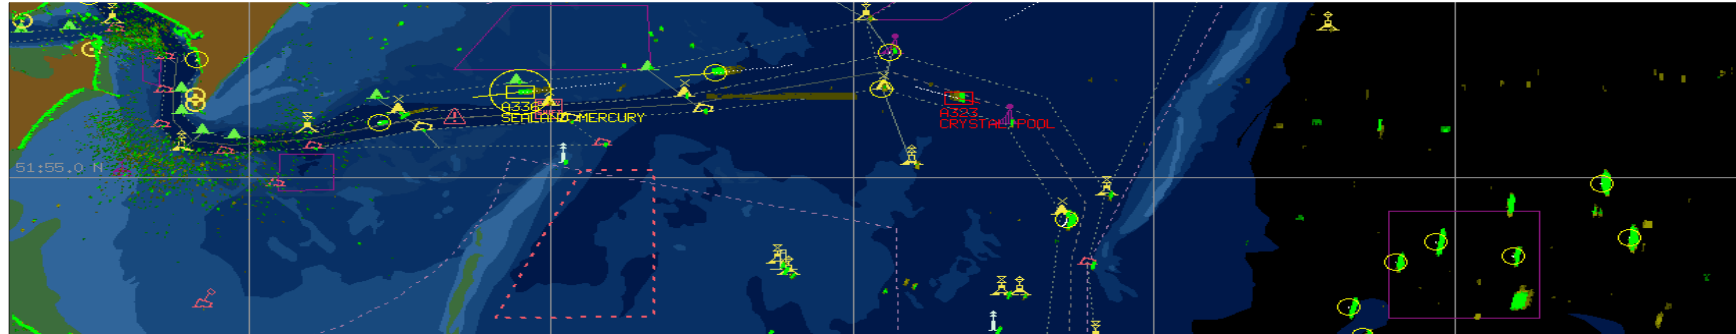 A336
SEALAND MERCURY
A323
CRYSTAL POOL
51:55.0 N